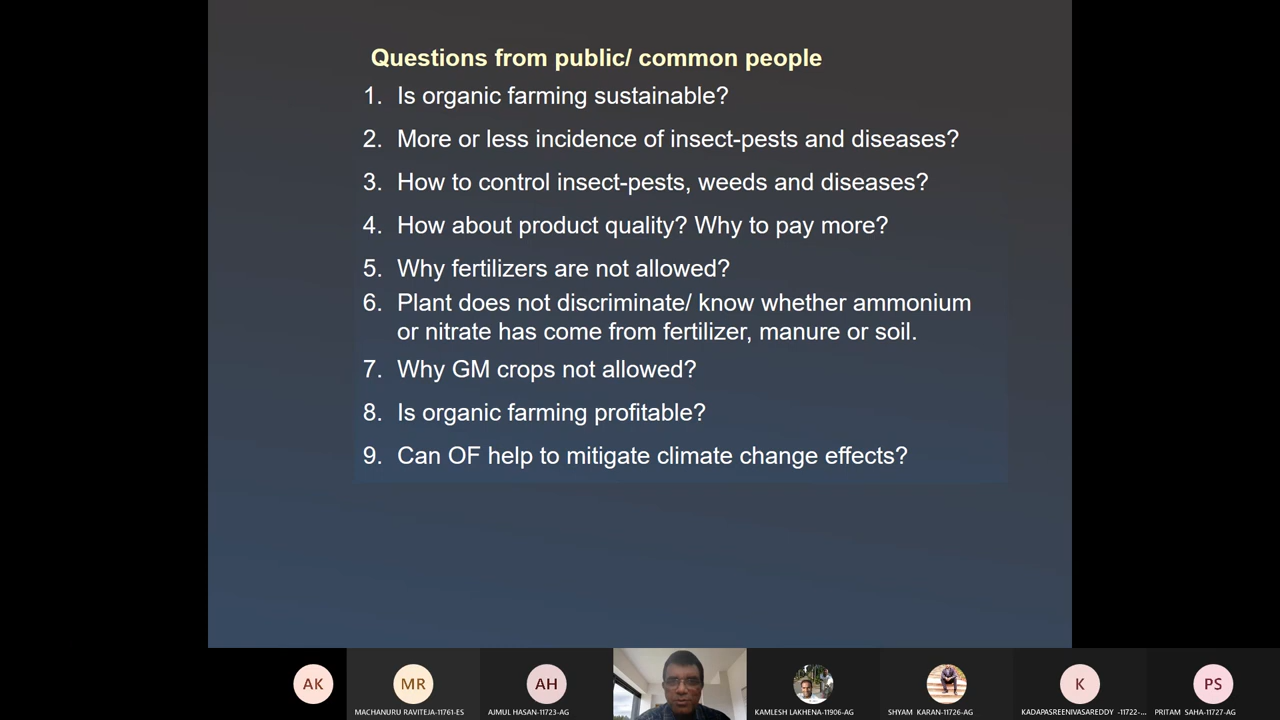 Questions from public/ common people
1. Is organic farming sustainable?
2. More or less incidence of insect-pests and diseases?
3. How to control insect-pests, weeds and diseases?
4. How about product quality? Why to pay more?
5. Why fertilizers are not allowed?
6. Plant does not discriminate/ know whether ammonium
or nitrate has come from fertilizer, manure or soil.
7. Why GM crops not allowed?
8. Is organic farming profitable?
9. Can OF help to mitigate climate change effects?
AK
MR
AH
K
PS
MACHANURU RAVITEJA-11761-ES
AJMUL HASAN-11723-AG
KAMLESH LAKHENA-11906-AG
SHYAM KARAN-11726-AG
KADAPASREENIVASAREDDY -11722-...
PRITAM SAHA-11727-AG